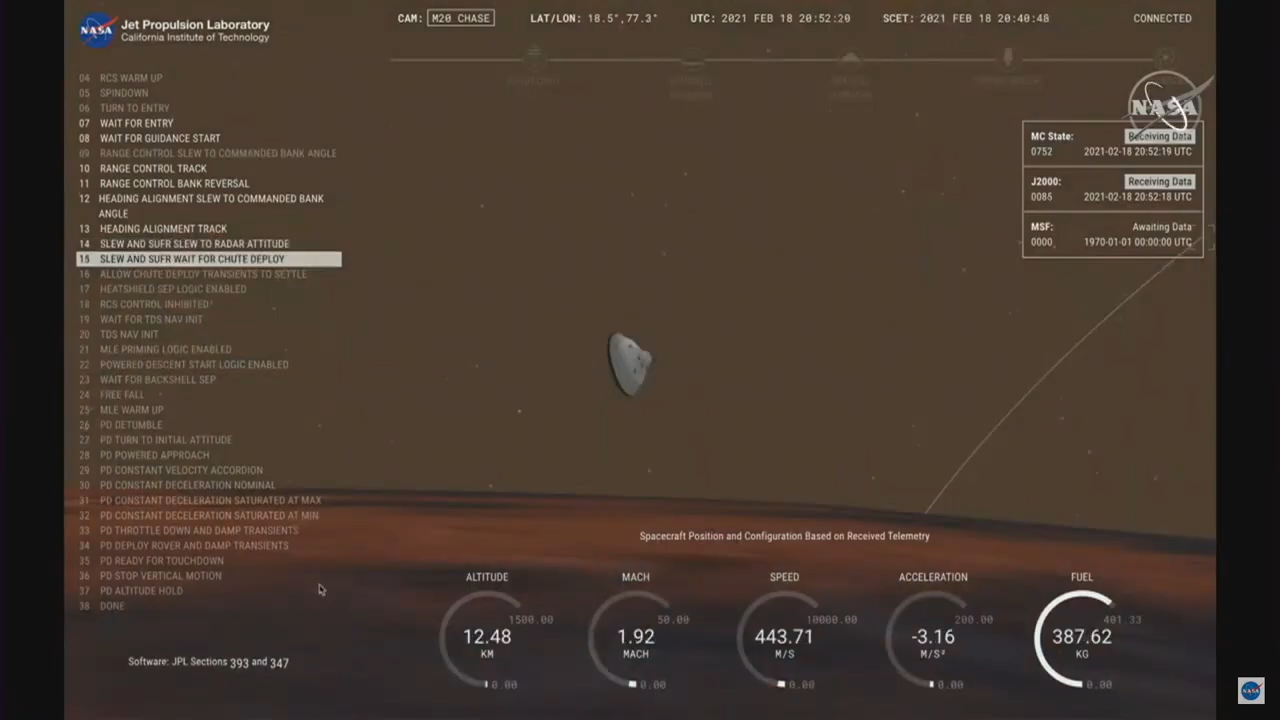 NASA
Jet Propulsion Laboratory
California Institute of Technology
CAM: M20 CHASE
LAT/LON: 18.5°,77.3°
UTC: 2021 FEB 18 20:52:29
SCET: 2021 FEB 18 20:40:48
CONNECTED
04 RCS WARM UP
05 SPINDOWN
06 TURN TO ENTRY
07 WAIT FOR ENTRY
08 WAIT FOR GUIDANCE START
09 RANGE CONTROL SLEW TO COMMANDED BANK ANGLE
10 RANGE CONTROL TRACK
11 RANGE CONTROL BANK REVERSAL
12 HEADING ALIGNMENT SLEW TO COMMANDED BANK
ANGLE
13 HEADING ALIGNMENT TRACK
14 SLEW AND SUFR SLEW TO RADAR ATTITUDE
15 SLEW AND SUFR WAIT FOR CHUTE DEPLOY
16 ALLOW CHUTE DEPLOY TRANSIENTS TO SETTLE
17 HEATSHIELD SEP LOGIC ENABLED
18 RCS CONTROL INHIBITED
19 WAIT FOR TDS NAV INIT
20 TDS NAV INIT
21 MLE PRIMING LOGIC ENABLED
22 POWERED DESCENT START LOGIC ENABLED
23 WAIT FOR BACKSHELL SEP
24 FREE FALL
25 MLE WARM UP
26 PD DETUMBLE
27 PD TURN TO INITIAL ATTITUDE
28 PD POWERED APPROACH
29 PD CONSTANT VELOCITY ACCORDION
30 PD CONSTANT DECELERATION NOMINAL
31 PD CONSTANT DECELERATION SATURATED AT MAX
32 PD CONSTANT DECELERATION SATURATED AT MIN
33 PD THROTTLE DOWN AND DAMP TRANSIENTS
34 PD DEPLOY ROVER AND DAMP TRANSIENTS
35 PD READY FOR TOUCHDOWN
36 PD STOP VERTICAL MOTION
37 PD ALTITUDE HOLD
38 DONE
Software: JPL Sections 393 and 347
NASA
MC State: Receiving Data
0752 2021-02-18 20:52:19 UTC
J2000: Receiving Data
0086 2021-02-18 20:52:18 UTC
MSF: Awaiting Data
0000 1970-01-01 00:00:00 UTC
Spacecraft Position and Configuration Based on Received Telemetry
ALTITUDE
1500.00
12.48
KM
0.00
MACH
50.00
1.92
MACH
0.00
SPEED
10000.00
443.71
M/S
0.00
ACCELERATION
200.00
-3.16
M/S²
0.00
FUEL
401.33
387.62
KG
0.00
NASA